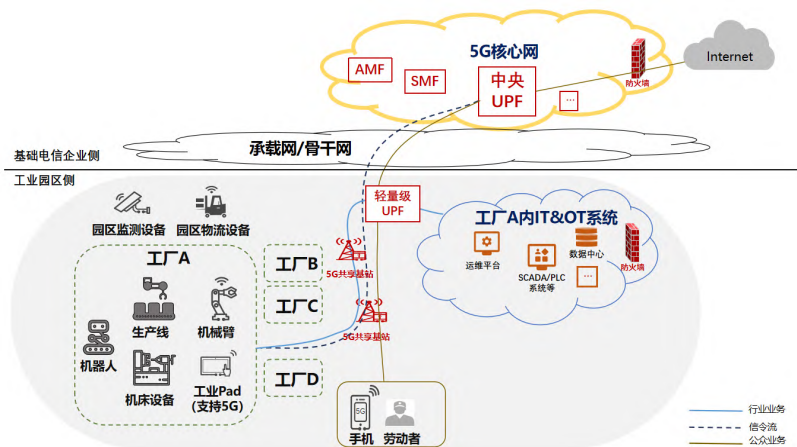 5G核心网
AMF
SMF
中央
UPF
...
防火墙
Internet
承载网/骨干网
基础电信企业侧
工业园区侧
园区监测设备
园区物流设备
轻量级
UPF
工厂A内IT&OT系统
运维平台
SCADA/PLC
系统等
数据中心
...
防火墙
工厂A
生产线
机械臂
机器人
机床设备
工业Pad
(支持5G)
工厂B
工厂C
工厂D
5G共享基站
5G共享基站
5G
手机
劳动者
行业业务
信令流
公众业务